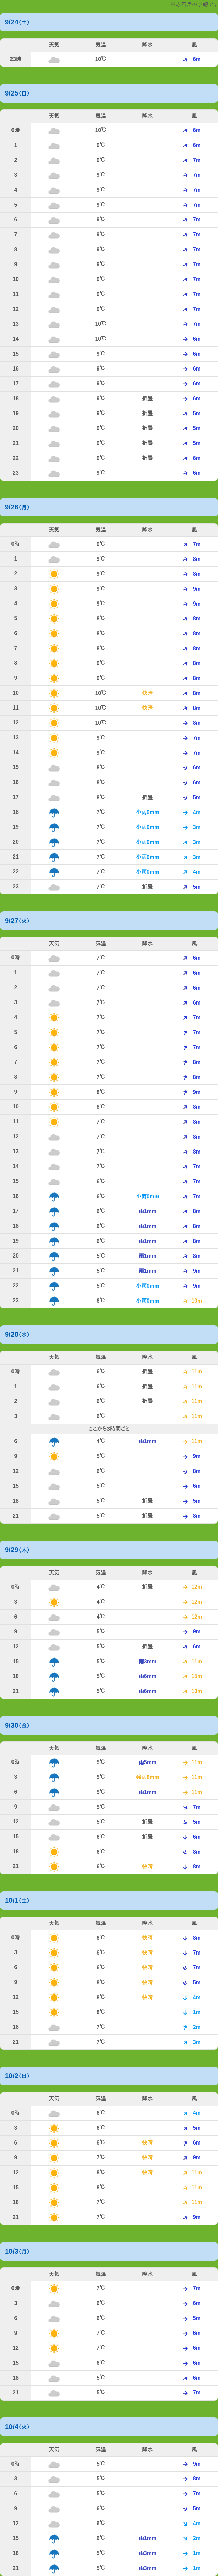 9/24(土)
天気 気温 降水 風
23時 10℃ 6m
9/25(日)
天気 気温 降水 風
0時 10℃ 6m
1 9℃ 6m
2 9℃ 7m
3 9℃ 7m
4 9℃ 7m
5 9℃ 7m
6 9℃ 7m
7 9℃ 7m
8 9℃ 7m
9 9℃ 7m
10 9℃ 7m
11 9℃ 7m
12 9℃ 7m
13 10℃ 7m
14 10℃ 6m
15 9℃ 6m
16 9℃ 6m
17 9℃ 6m
18 9℃ 折曇 6m
19 9℃ 折曇 5m
20 9℃ 折曇 5m
21 9℃ 折曇 5m
22 9℃ 折曇 6m
23 9℃ 6m
9/26(月)
天気 気温 降水 風
0時 9℃ 7m
1 9℃ 8m
2 9℃ 8m
3 9℃ 9m
4 9℃ 9m
5 8℃ 8m
6 8℃ 8m
7 8℃ 8m
8 9℃ 8m
9 9℃ 8m
10 10℃ 快晴 8m
11 10℃ 快晴 8m
12 10℃ 8m
13 9℃ 7m
14 9℃ 7m
15 8℃ 6m
16 8℃ 6m
17 8℃ 折曇 5m
18 7℃ 小雨0mm 4m
19 7℃ 小雨0mm 3m
20 7℃ 小雨0mm 3m
21 7℃ 小雨0mm 3m
22 7℃ 小雨0mm 4m
23 7℃ 折曇 5m
9/27(火)
天気 気温 降水 風
0時 7℃ 6m
1 7℃ 6m
2 7℃ 6m
3 7℃ 6m
4 7℃ 7m
5 7℃ 7m
6 7℃ 7m
7 7℃ 8m
8 7℃ 8m
9 8℃ 9m
10 8℃ 8m
11 8℃ 8m
12 7℃ 8m
13 7℃ 8m
14 7℃ 7m
15 6℃ 7m
16 6℃ 小雨0mm 7m
17 6℃ 雨1mm 8m
18 6℃ 雨1mm 8m
19 6℃ 雨1mm 8m
20 5℃ 雨1mm 8m
21 5℃ 雨1mm 9m
22 5℃ 小雨0mm 9m
23 6℃ 小雨0mm 10m
9/28(水)
天気 気温 降水 風
0時 6℃ 折曇 11m
1 6℃ 折曇 11m
2 6℃ 折曇 11m
3 6℃ 11m
ここから3時間ごと
6 4℃ 雨1mm 11m
9 5℃ 9m
12 6℃ 8m
15 5℃ 6m
18 5℃ 折曇 5m
21 5℃ 折曇 8m
9/29(木)
天気 気温 降水 風
0時 4℃ 折曇 12m
3 4℃ 12m
6 4℃ 12m
9 5℃ 9m
12 5℃ 折曇 6m
15 5℃ 雨3mm 11m
18 5℃ 雨6mm 15m
21 5℃ 雨6mm 13m
9/30(金)
天気 気温 降水 風
0時 5℃ 雨5mm 11m
3 5℃ 強雨8mm 11m
6 5℃ 雨1mm 11m
9 5℃ 7m
12 5℃ 折曇 5m
15 6℃ 折曇 6m
18 6℃ 8m
21 6℃ 快晴 8m
10/1(土)
天気 気温 降水 風
0時 6℃ 快晴 8m
3 6℃ 快晴 7m
6 6℃ 快晴 7m
9 8℃ 快晴 5m
12 8℃ 快晴 4m
15 8℃ 1m
18 7℃ 2m
21 7℃ 3m
10/2(日)
天気 気温 降水 風
0時 6℃ 4m
3 6℃ 5m
6 6℃ 快晴 6m
9 7℃ 快晴 9m
12 8℃ 快晴 11m
15 8℃ 11m
18 7℃ 11m
21 7℃ 9m
10/3(月)
天気 気温 降水 風
0時 7℃ 7m
3 6℃ 6m
6 6℃ 5m
9 7℃ 6m
12 7℃ 6m
15 6℃ 6m
18 5℃ 6m
21 5℃ 7m
10/4(火)
天気 気温 降水 風
0時 5℃ 9m
3 5℃ 8m
6 5℃ 7m
9 6℃ 5m
12 6℃ 4m
15 6℃ 雨1mm 2m
18 5℃ 雨3mm 1m
21 5℃ 雨3mm 1m